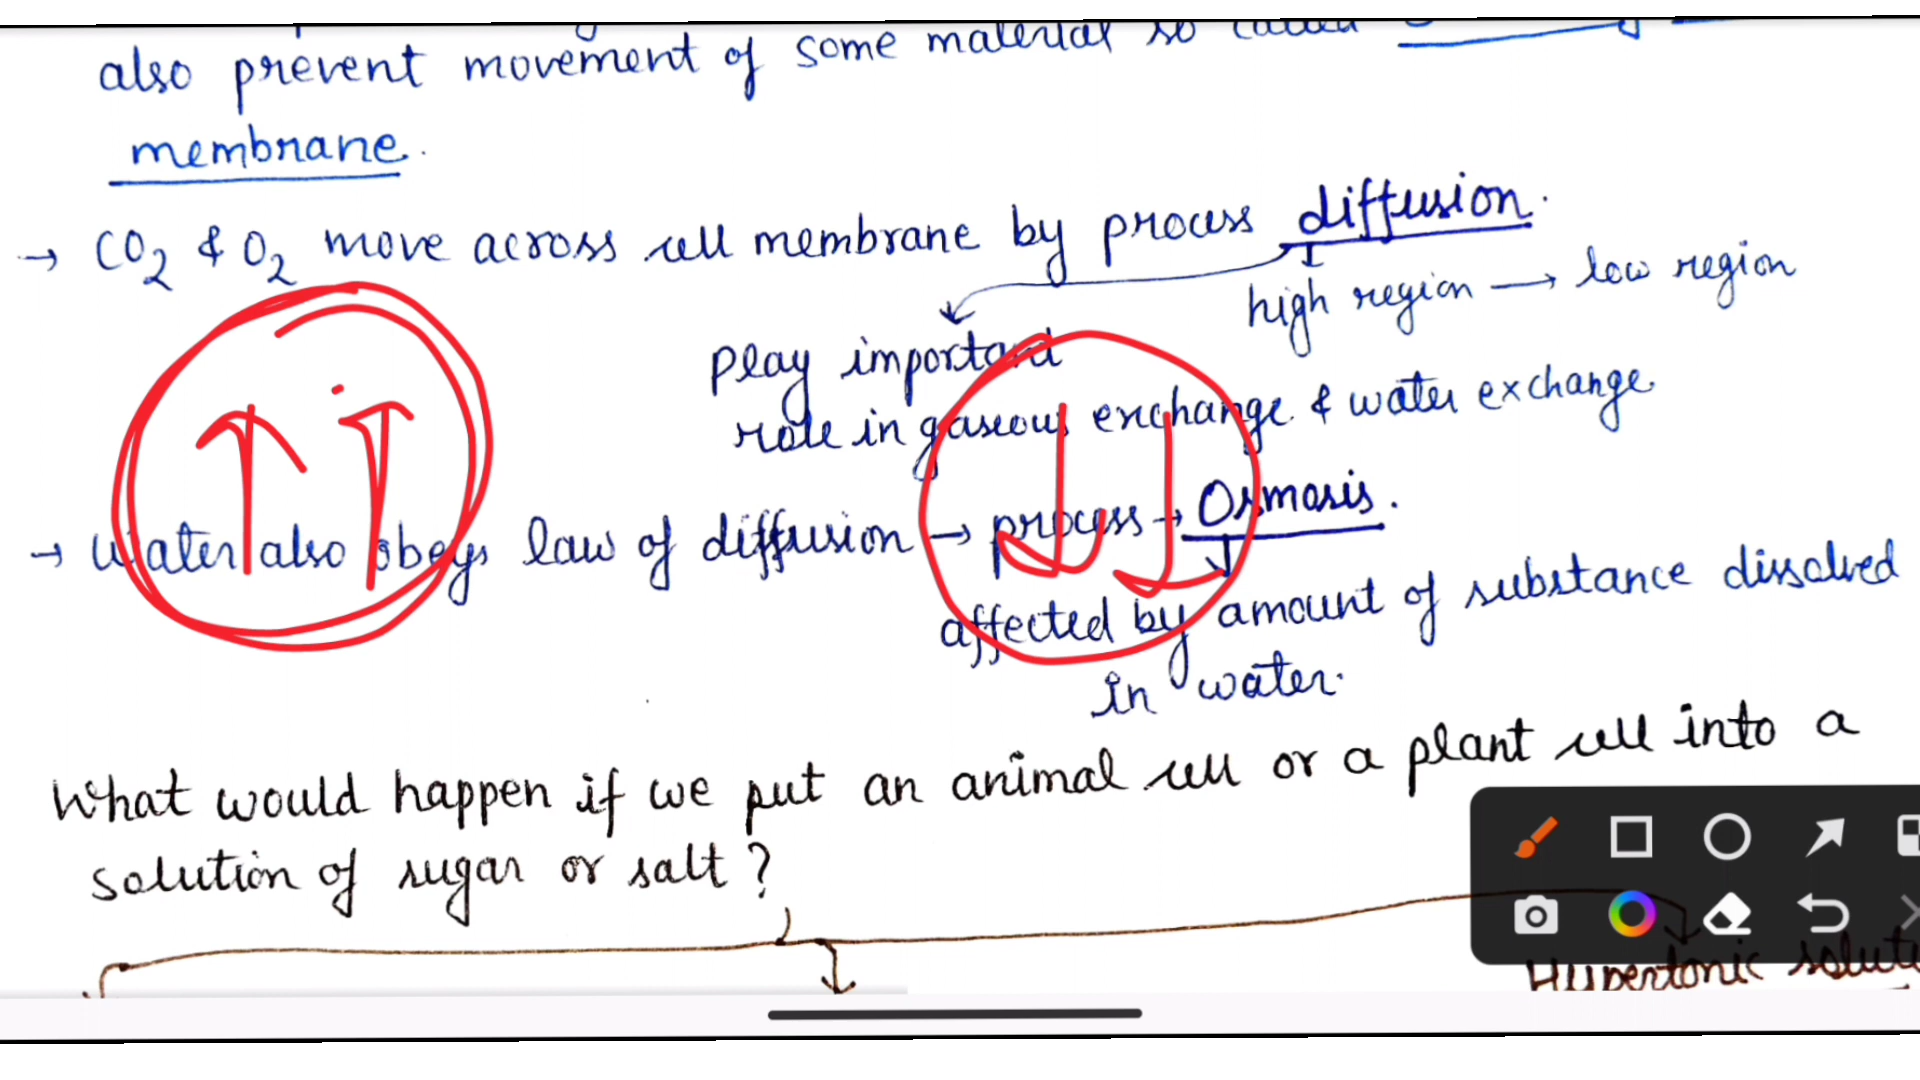 also prevent movement of some material so called
membrane.
→ CO2 & O2 move across cell membrane by process diffusion.
high region → low region
Play important
role in gaseous exchange & water exchange
→ Water also obeys law of diffusion → process → Osmosis.
affected by amount of substance dissolved
in water.
What would happen if we put an animal cell or a plant cell into a
solution of sugar or salt?
Hypertonic